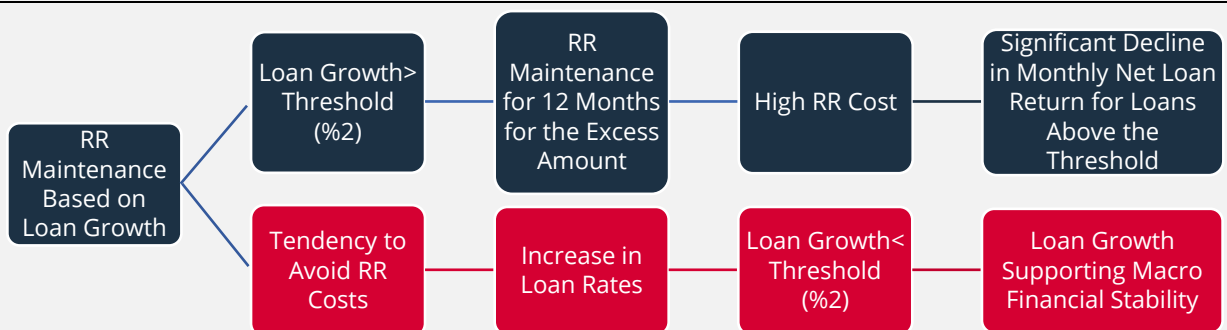 RR
Maintenance
Based on
Loan Growth
Loan Growth>
Threshold
(%2)
RR
Maintenance
for 12 Months
for the Excess
Amount
High RR Cost
Significant Decline
in Monthly Net Loan
Return for Loans
Above the
Threshold
Tendency to
Avoid RR
Costs
Increase in
Loan Rates
Loan Growth<
Threshold
(%2)
Loan Growth
Supporting Macro
Financial Stability